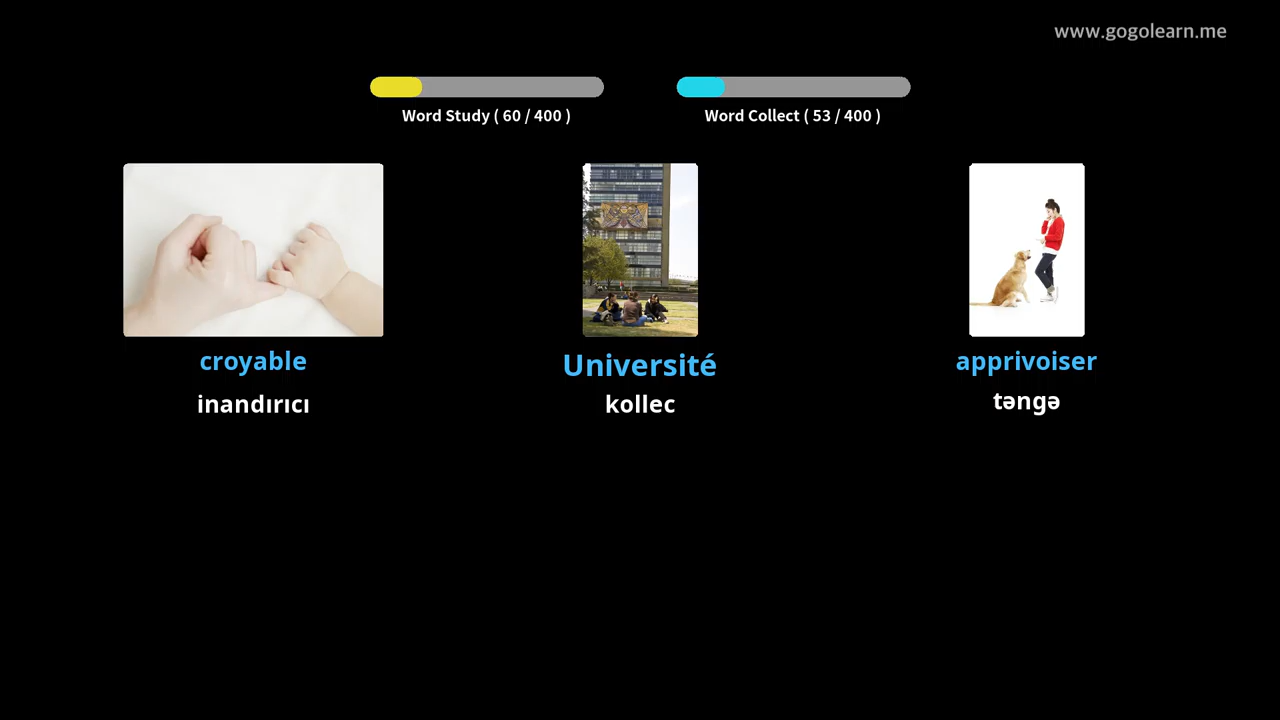 www.gogolearn.me
Word Study ( 60 / 400 )
Word Collect ( 53 / 400 )
croyable
Université
apprivoiser
inandırıcı
kollec
təngə